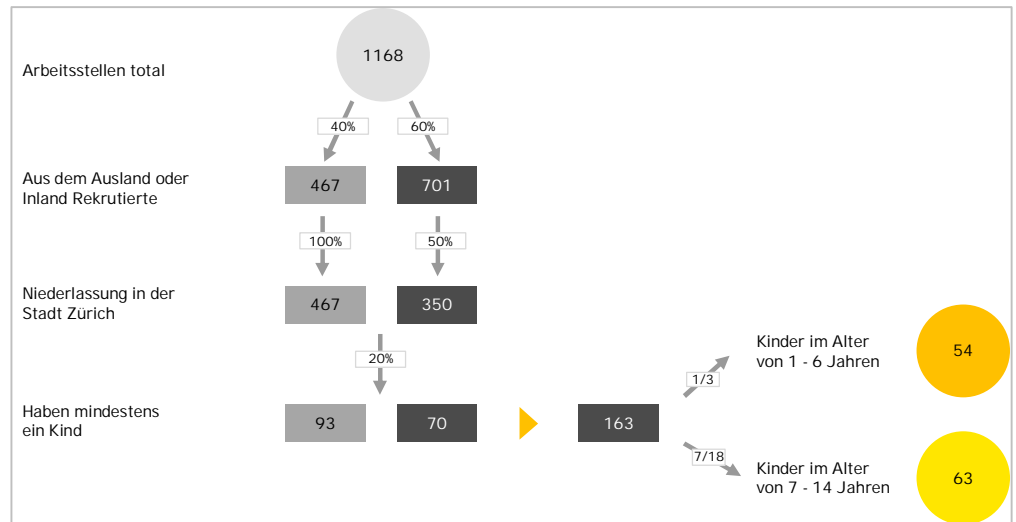 1168
Arbeitsstellen total
40%
60%
Aus dem Ausland oder
Inland Rekrutierte
467
701
100%
50%
Niederlassung in der
Stadt Zürich
467
350
20%
Kinder im Alter
von 1 - 6 Jahren
54
1/3
Haben mindestens
ein Kind
93
70
163
7/18
Kinder im Alter
von 7 - 14 Jahren
63